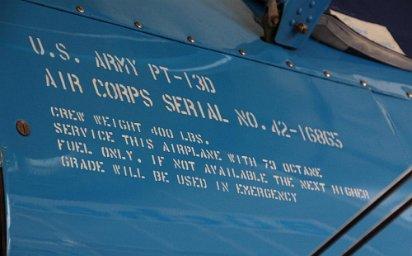 U.S. ARMY PT-13D
AIR CORPS SERIAL NO. 42-16865
CREW WEIGHT 400 LBS.
SERVICE THIS AIRPLANE WITH 73 OCTANE
FUEL ONLY. IF NOT AVAILABLE THE NEXT HIGHER
GRADE WILL BE USED IN EMERGENCY